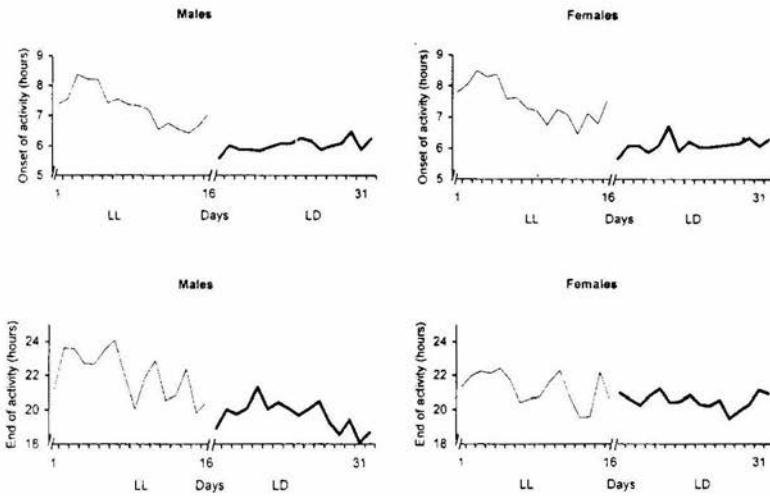 Males
Females
Onset of activity (hours)
9
8
7
6
5
1
16
31
LL
Days
LD
Onset of activity (hours)
9
8
7
6
5
1
16
31
LL
Days
LD
Males
Females
End of activity (hours)
24
22
20
18
1
16
31
LL
Days
LD
End of activity (hours)
24
22
20
18
1
16
31
LL
Days
LD